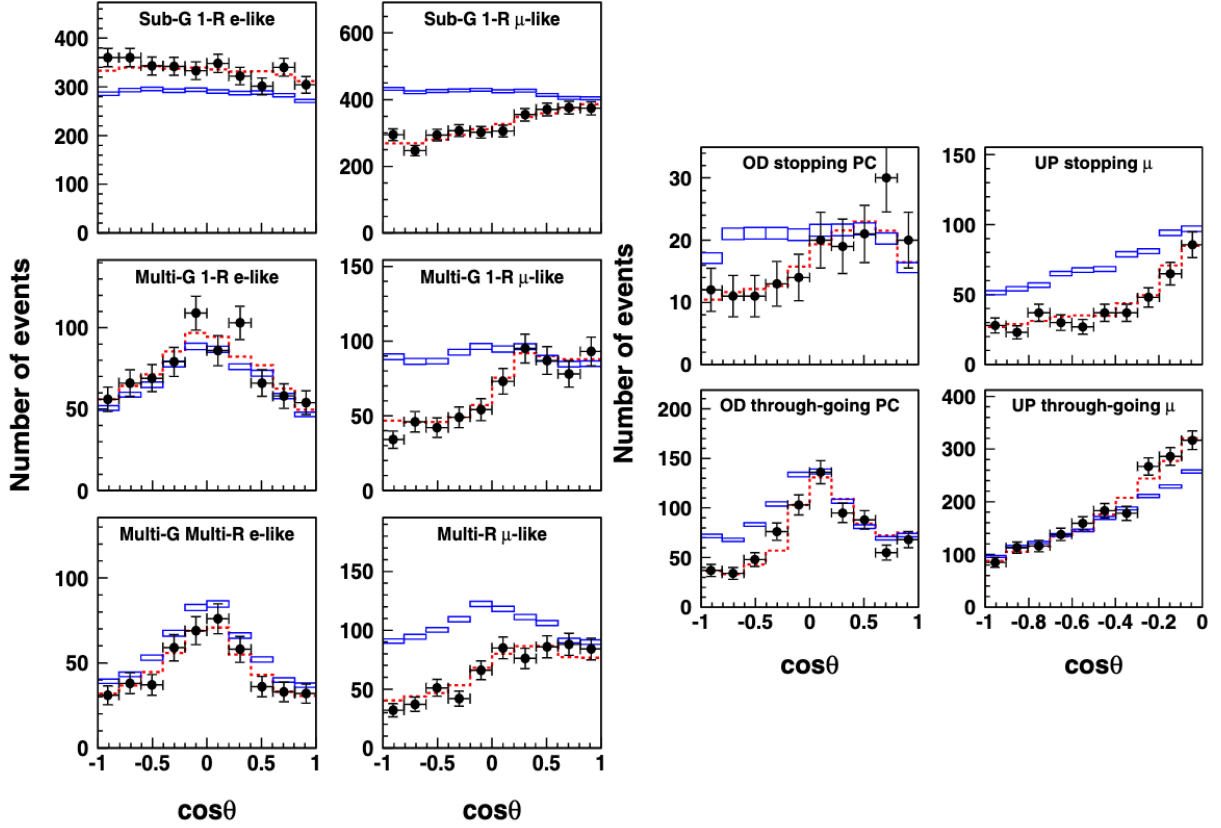 Sub-G 1-R e-like
Sub-G 1-R μ-like
400
300
200
100
0
600
400
200
0
Multi-G 1-R e-like
Multi-G 1-R μ-like
100
50
0
150
100
50
0
Multi-G Multi-R e-like
Multi-R μ-like
100
50
0
150
100
50
0
-1 -0.5 0 0.5 1
-1 -0.5 0 0.5 1
cosθ
cosθ
Number of events
OD stopping PC
UP stopping μ
30
20
10
0
150
100
50
0
OD through-going PC
UP through-going μ
200
150
100
50
0
400
300
200
100
0
-1 -0.5 0 0.5 1
-1 -0.8 -0.6 -0.4 -0.2 0
cosθ
cosθ
Number of events